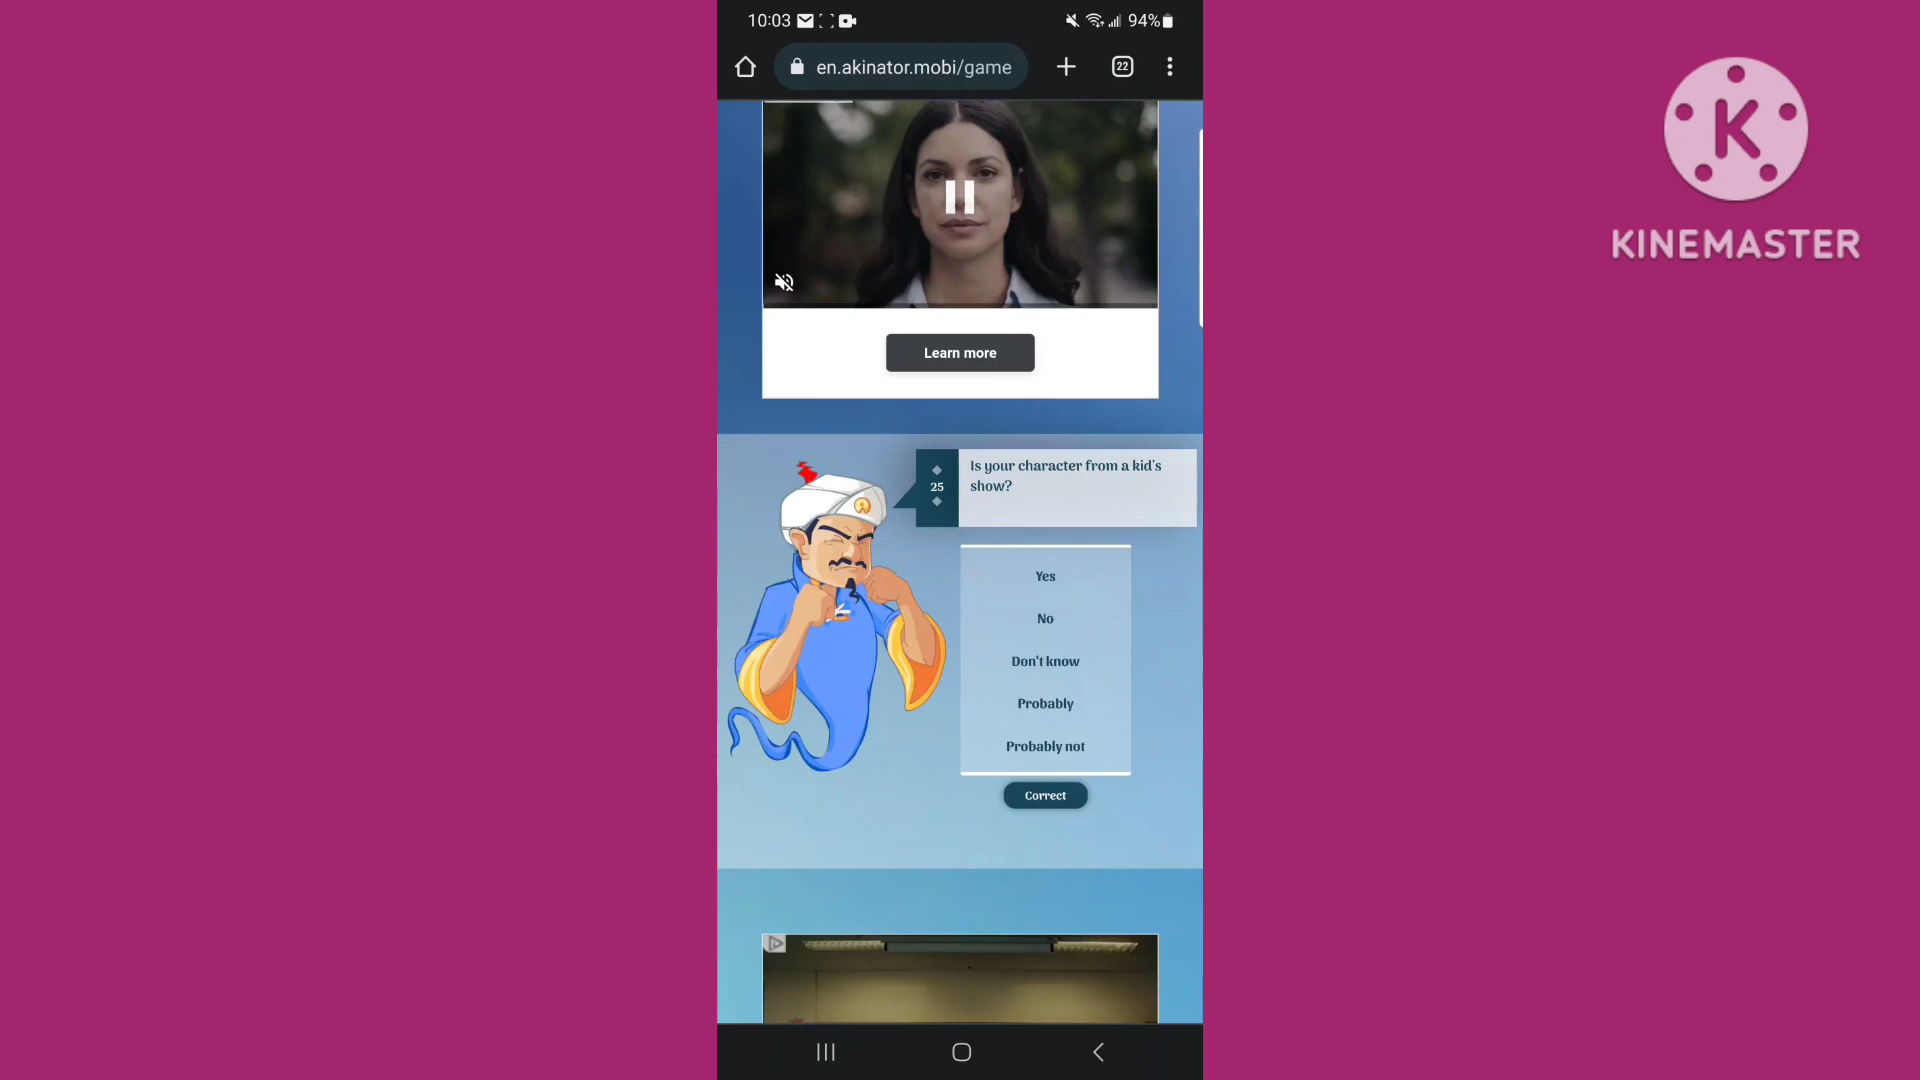 10:03
94%
en.akinator.mobi/game
22
K
KINEMASTER
Learn more
25
Is your character from a kid's
show?
Yes
No
Don't know
Probably
Probably not
Correct